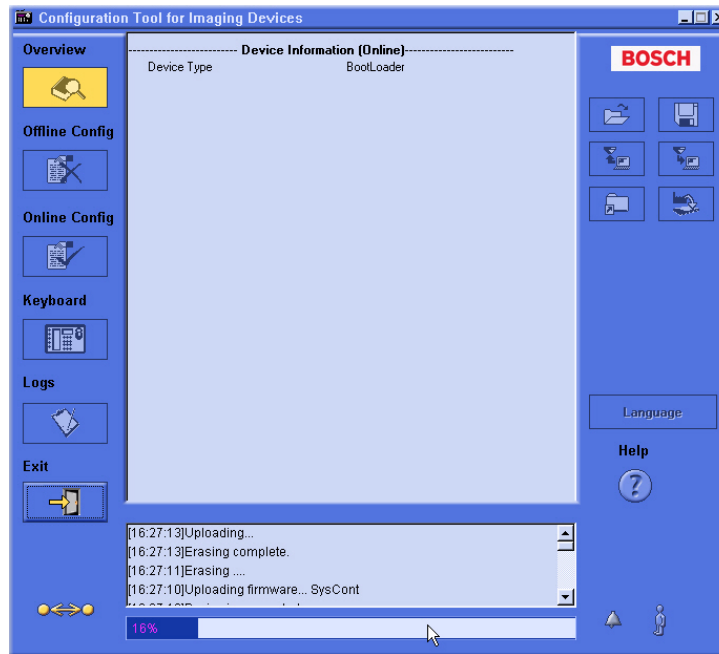 Configuration Tool for Imaging Devices
Overview
Offline Config
Online Config
Keyboard
Logs
Exit
-------------------------- Device Information (Online)--------------------------
Device Type BootLoader
[16:27:13]Uploading...
[16:27:13]Erasing complete.
[16:27:11]Erasing ....
[16:27:10]Uploading firmware... SysCont
16%
BOSCH
Language
Help
?